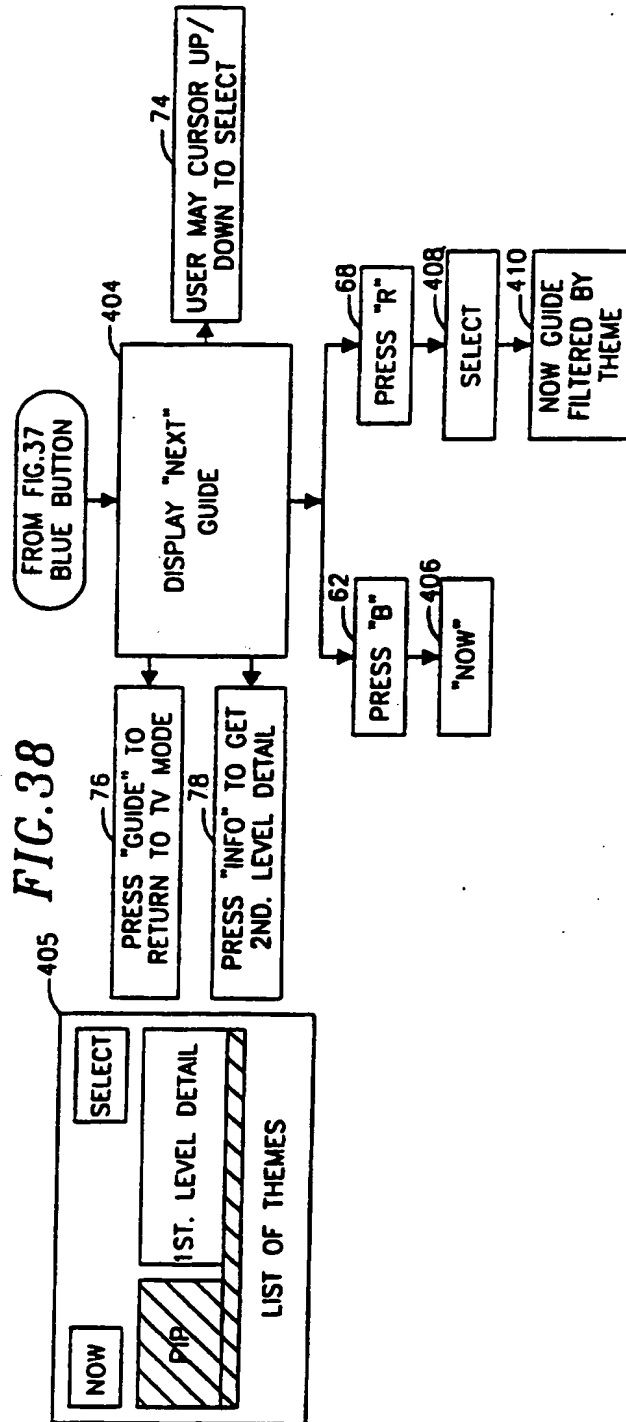 FIG.38
405
NOW
SELECT
PIP
1ST. LEVEL DETAIL
LIST OF THEMES
FROM FIG.37
BLUE BUTTON
404
DISPLAY "NEXT"
GUIDE
76
PRESS "GUIDE" TO
RETURN TO TV MODE
78
PRESS "INFO" TO GET
2ND. LEVEL DETAIL
74
USER MAY CURSOR UP/
DOWN TO SELECT
62
PRESS "B"
406
"NOW"
68
PRESS "R"
408
SELECT
410
NOW GUIDE
FILTERED BY
THEME